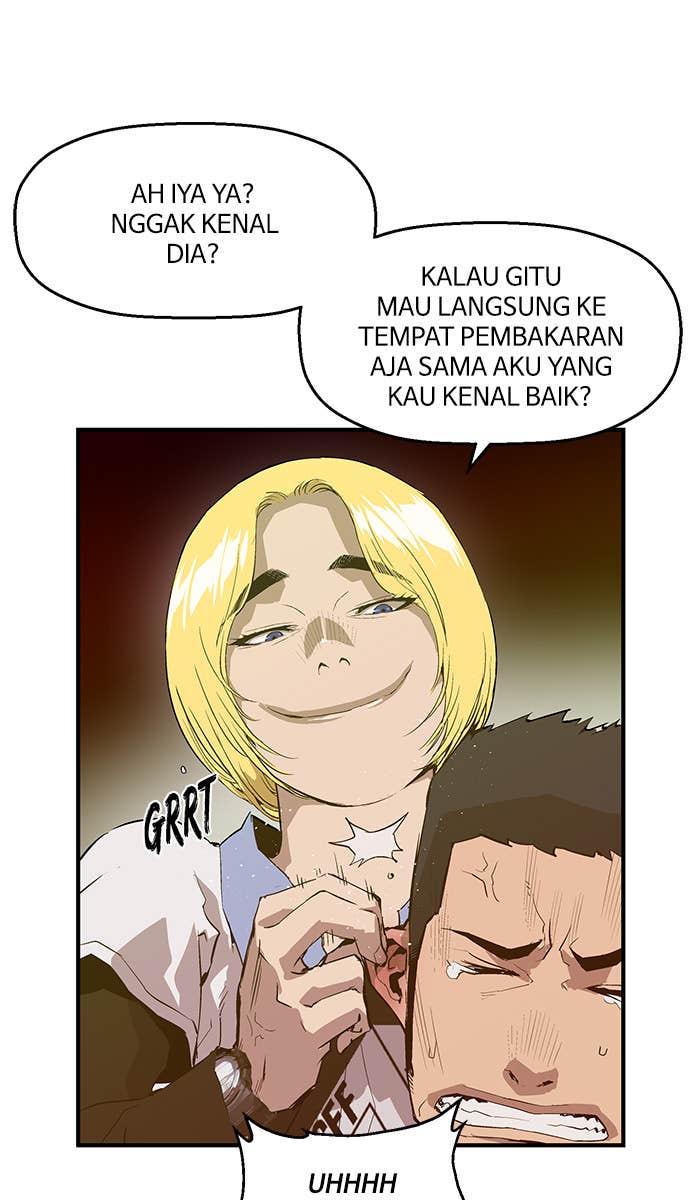 AH IYA YA?
NGGAK KENAL
DIA?
KALAU GITU
MAU LANGSUNG KE
TEMPAT PEMBAKARAN
AJA SAMA AKU YANG
KAU KENAL BAIK?
GRRT
UHHHH